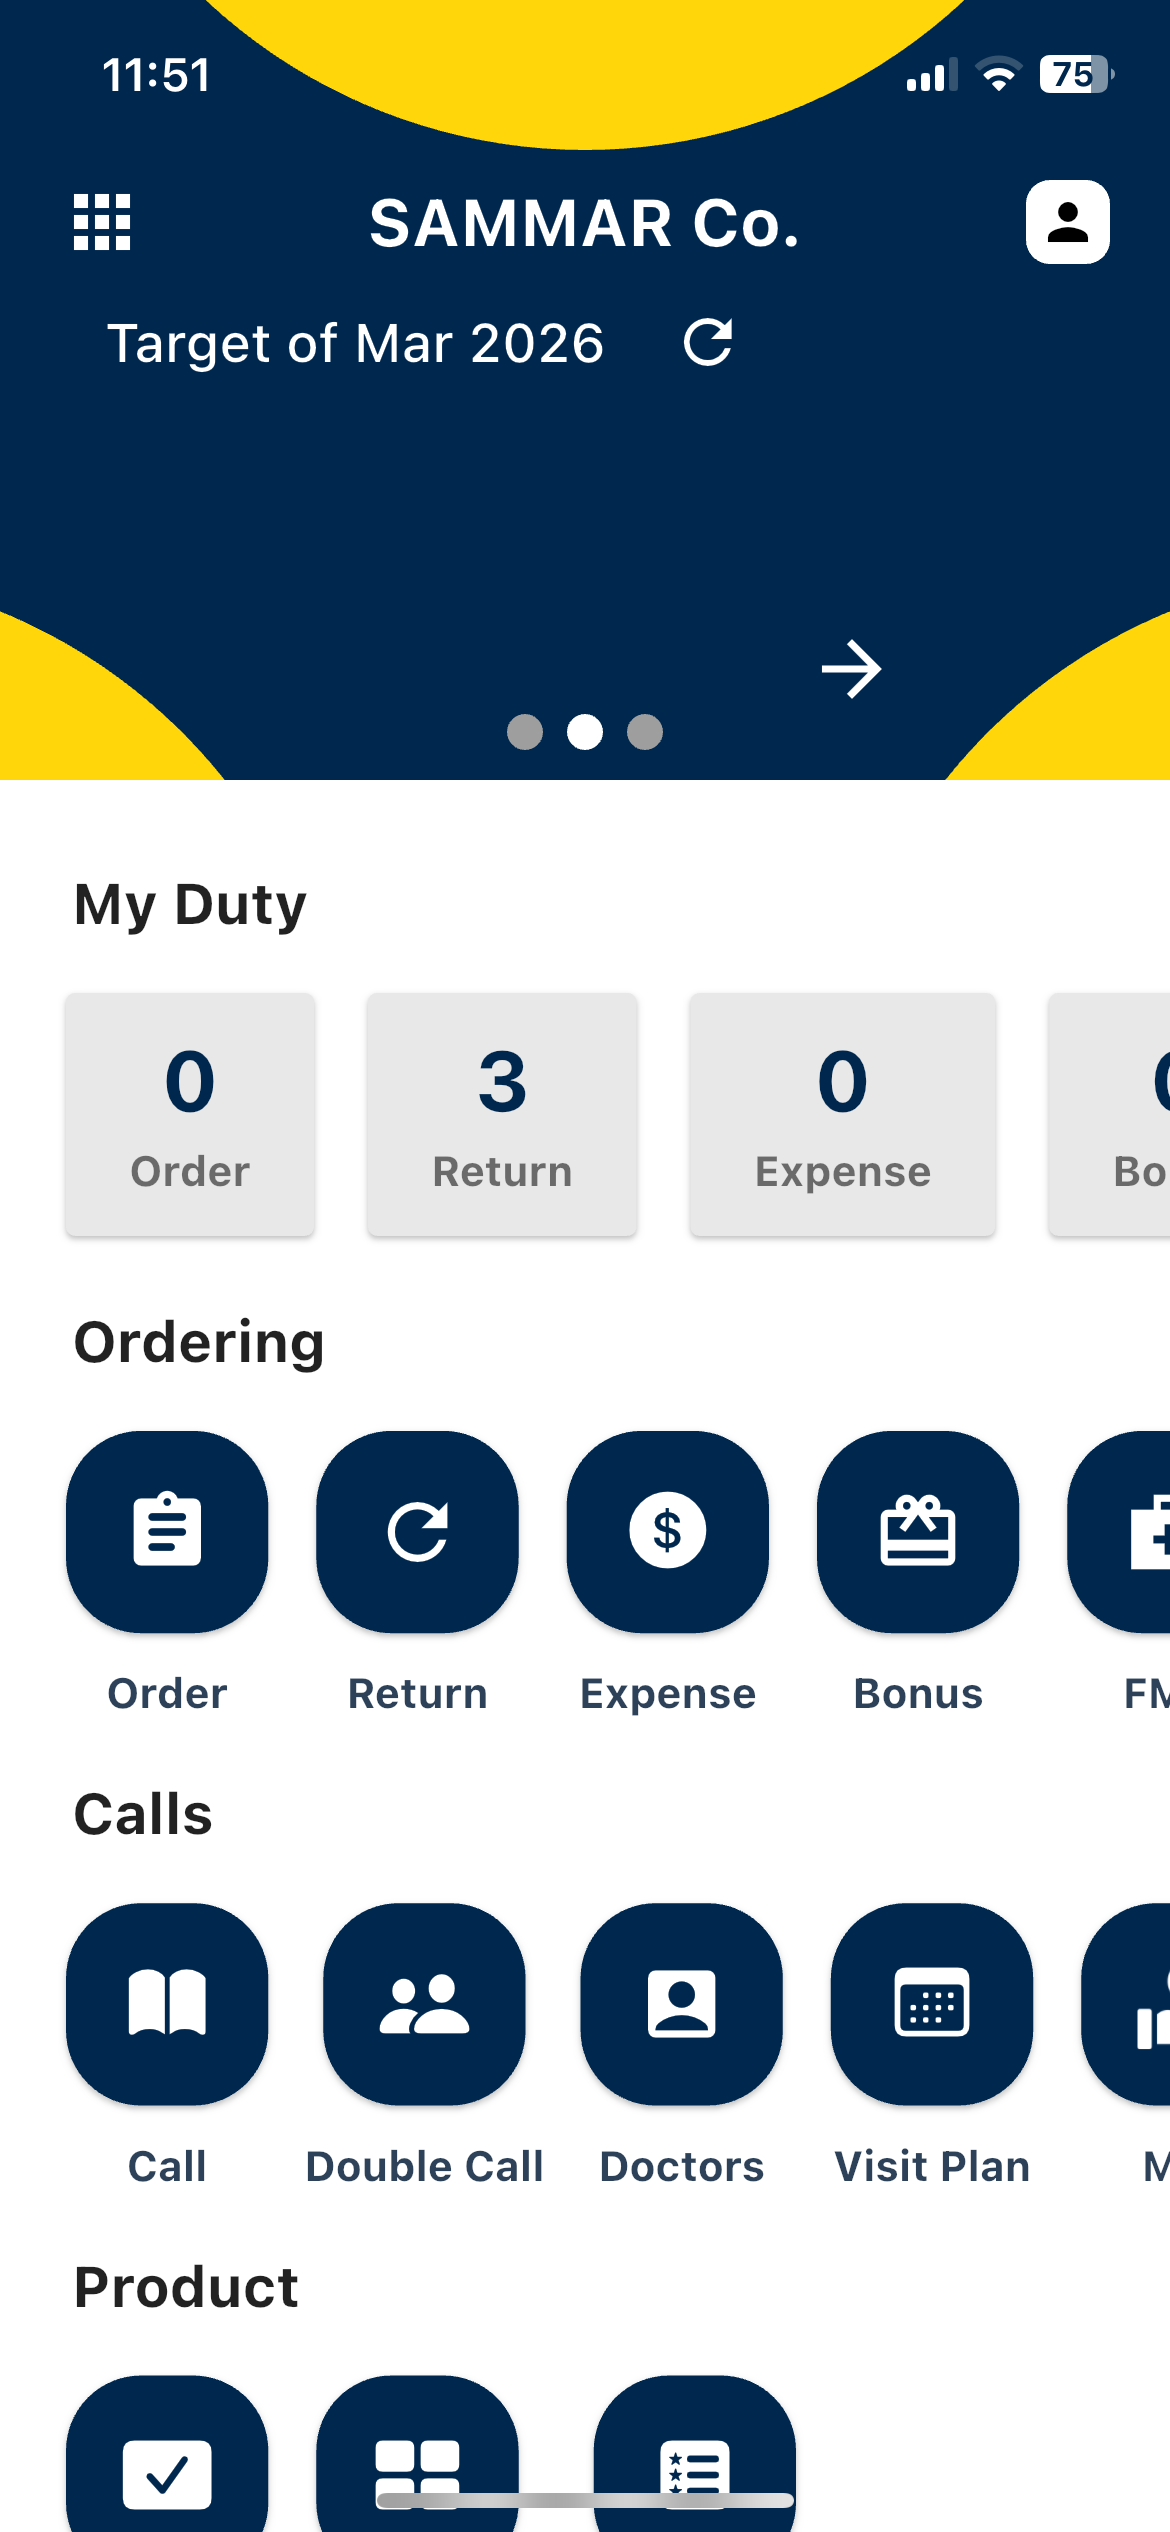 11:51
75
SAMMAR Co.
Target of Mar 2026
My Duty
0 3 0
Order Return Expense
Ordering
$
Order Return Expense Bonus
Calls
Call Double Call Doctors Visit Plan
Product